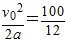 v₀²/2a = 100/12